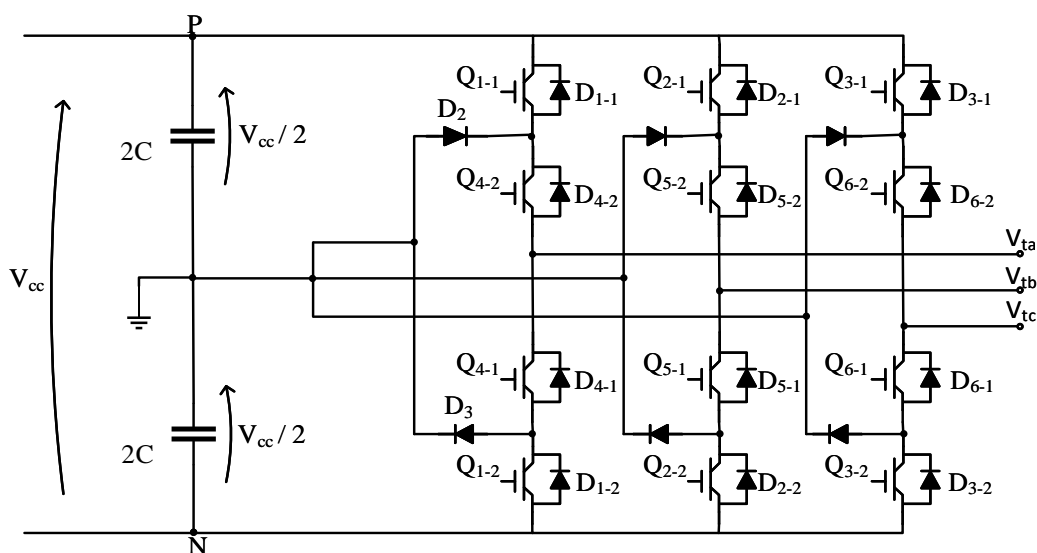 P
Q1-1
D1-1
Q2-1
D2-1
Q3-1
D3-1
D2
Vcc / 2
2C
Q4-2
D4-2
Q5-2
D5-2
Q6-2
D6-2
Vta
Vcc
Vtb
Vtc
Q4-1
D4-1
Q5-1
D5-1
Q6-1
D6-1
D3
Vcc / 2
2C
Q1-2
D1-2
Q2-2
D2-2
Q3-2
D3-2
N